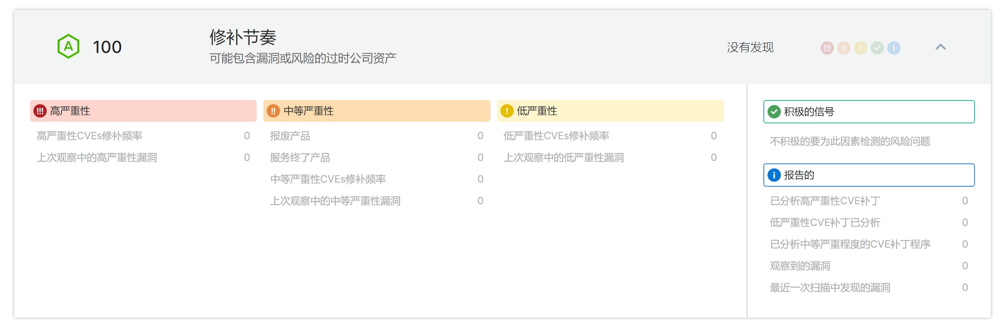 A
100
修补节奏
可能包含漏洞或风险的过时公司资产
没有发现
高严重性
高严重性CVEs修补频率 0
上次观察中的高严重性漏洞 0
中等严重性
报废产品 0
服务终了产品 0
中等严重性CVEs修补频率 0
上次观察中的中等严重性漏洞 0
低严重性
低严重性CVEs修补频率 0
上次观察中的低严重性漏洞 0
积极的信号
不积极的要为此因素检测的风险问题
报告的
已分析高严重性CVE补丁 0
低严重性CVE补丁已分析 0
已分析中等严重程度的CVE补丁程序 0
观察到的漏洞 0
最近一次扫描中发现的漏洞 0